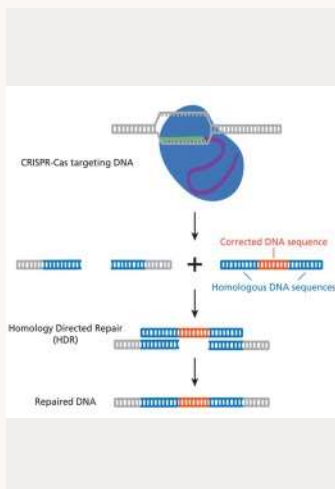 CRISPR-Cas targeting DNA
Corrected DNA sequence
+
Homologous DNA sequences
Homology Directed Repair
(HDR)
Repaired DNA